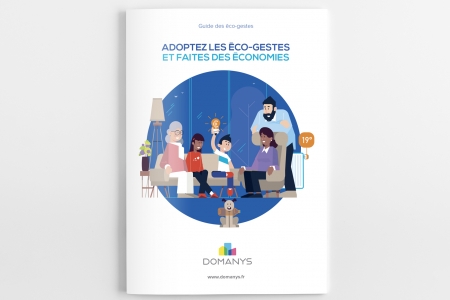 Guide des éco-gestes
ADOPTEZ LES ÉCO-GESTES
ET FAITES DES ÉCONOMIES
19°
DOMANYS
www.domanys.fr